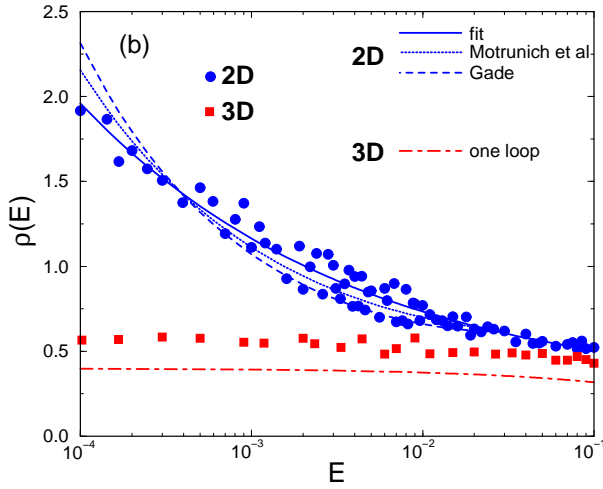 2.5
2.0
1.5
1.0
0.5
0.0
ρ(E)
(b)
2D
3D
2D
fit
Motrunich et al
Gade
3D
one loop
10⁻⁴
10⁻³
10⁻²
10⁻¹
E